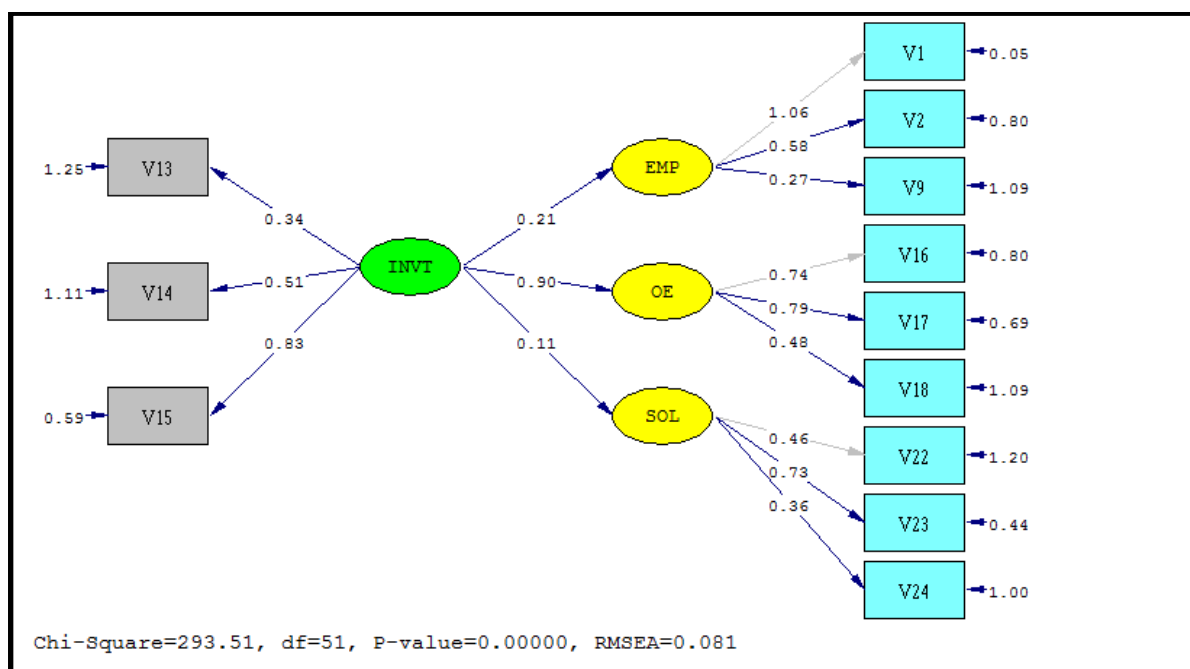 V1
0.05
1.06
V2
0.80
0.58
V13
1.25
EMP
V9
1.09
0.27
0.34
0.21
V16
0.80
INVT
0.74
V14
1.11
0.51
0.90
OE
V17
0.69
0.79
0.48
0.83
0.11
V18
1.09
V15
0.59
SOL
0.46
V22
1.20
0.73
0.36
V23
0.44
V24
1.00
Chi-Square=293.51, df=51, P-value=0.00000, RMSEA=0.081